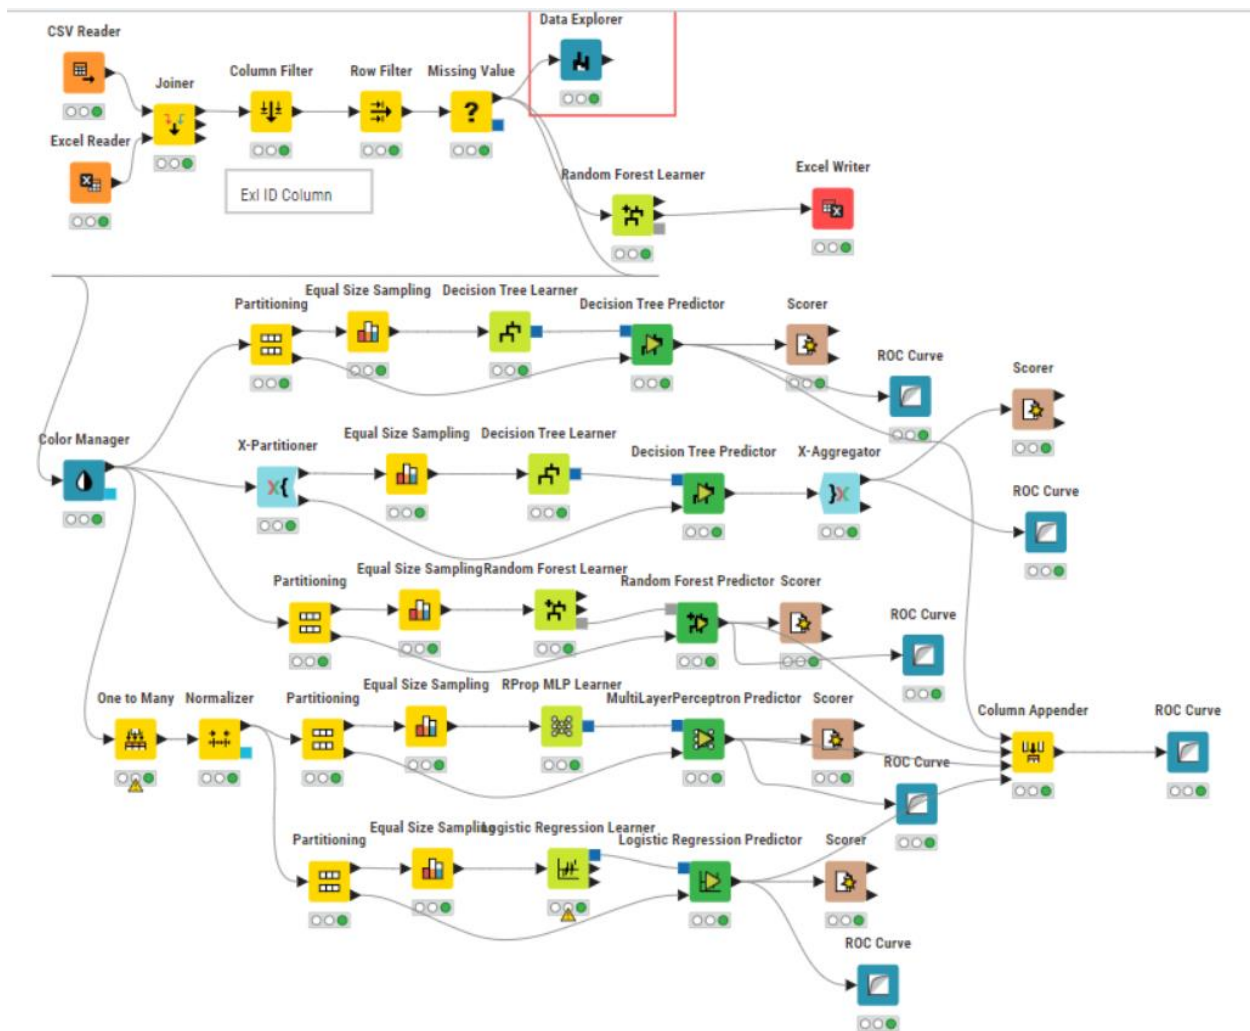 Data Explorer
CSV Reader
Joiner
Column Filter
Row Filter
Missing Value
Excel Reader
Exl ID Column
Random Forest Learner
Excel Writer
Partitioning
Equal Size Sampling
Decision Tree Learner
Decision Tree Predictor
Scorer
ROC Curve
Scorer
Color Manager
X-Partitioner
Equal Size Sampling
Decision Tree Learner
Decision Tree Predictor
X-Aggregator
ROC Curve
Partitioning
Equal Size Sampling
Random Forest Learner
Random Forest Predictor
Scorer
ROC Curve
One to Many
Normalizer
Partitioning
Equal Size Sampling
RProp MLP Learner
MultiLayerPerceptron Predictor
Scorer
Column Appender
ROC Curve
ROC Curve
Partitioning
Equal Size Sampling
Logistic Regression Learner
Logistic Regression Predictor
Scorer
ROC Curve